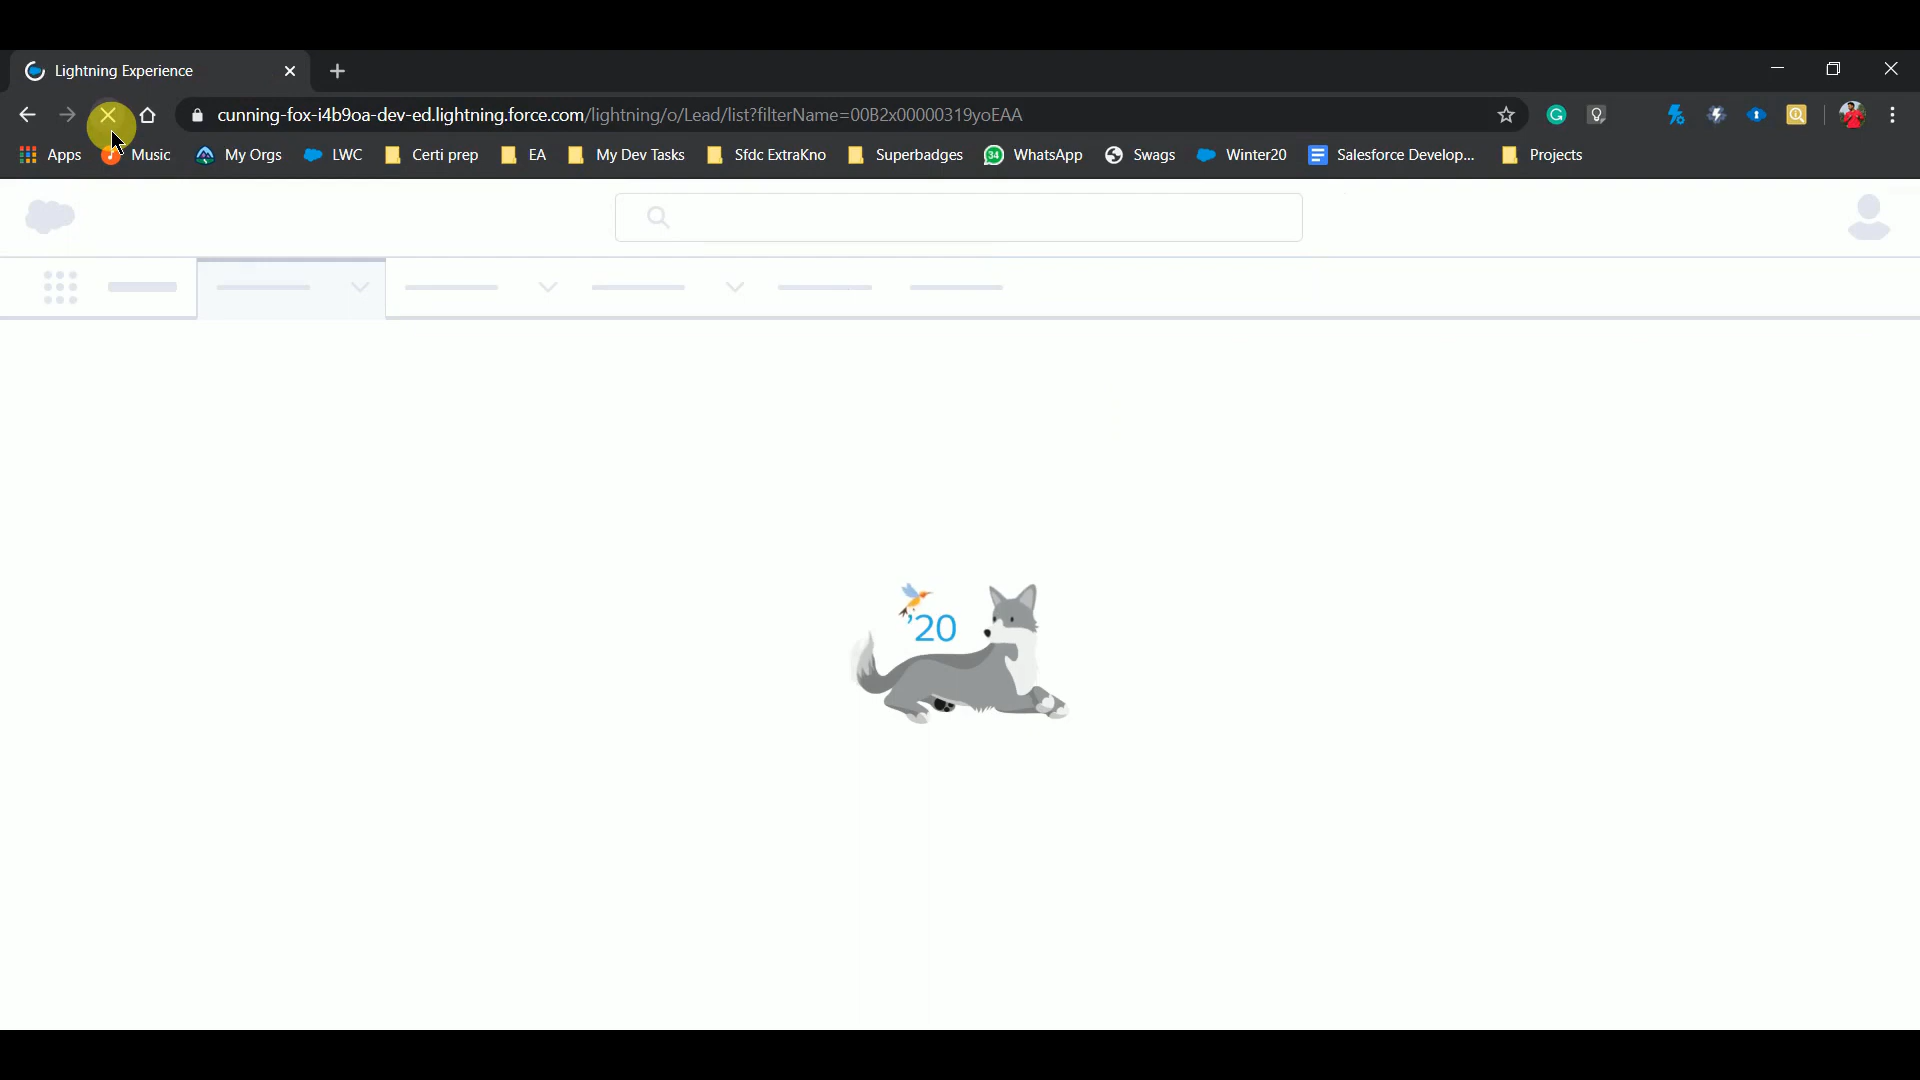 Lightning Experience
cunning-fox-i4b9oa-dev-ed.lightning.force.com/lightning/o/Lead/list?filterName=00B2x00000319yoEAA
Apps Music My Orgs LWC Certi prep EA My Dev Tasks Sfdc ExtraKno Superbadges 34 WhatsApp Swags Winter20 Salesforce Develop... Projects
'20